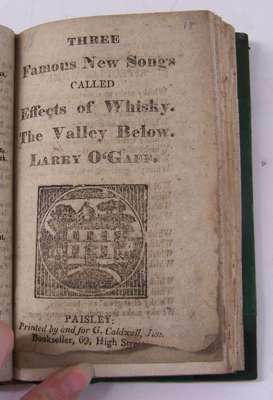 THREE
Famous New Songs
CALLED
Effects of Whisky.
The Valley Below.
LARRY O'GAFF.
PAISLEY:
Printed by and for G. Caldwell, Jun.
Bookseller, 69, High Street